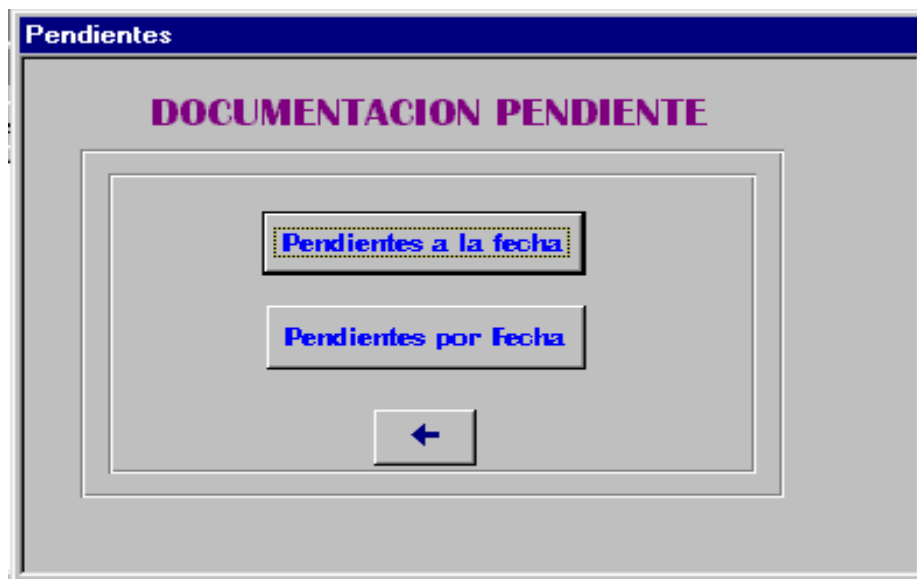 Pendientes
DOCUMENTACION PENDIENTE
Pendientes a la fecha
Pendientes por Fecha